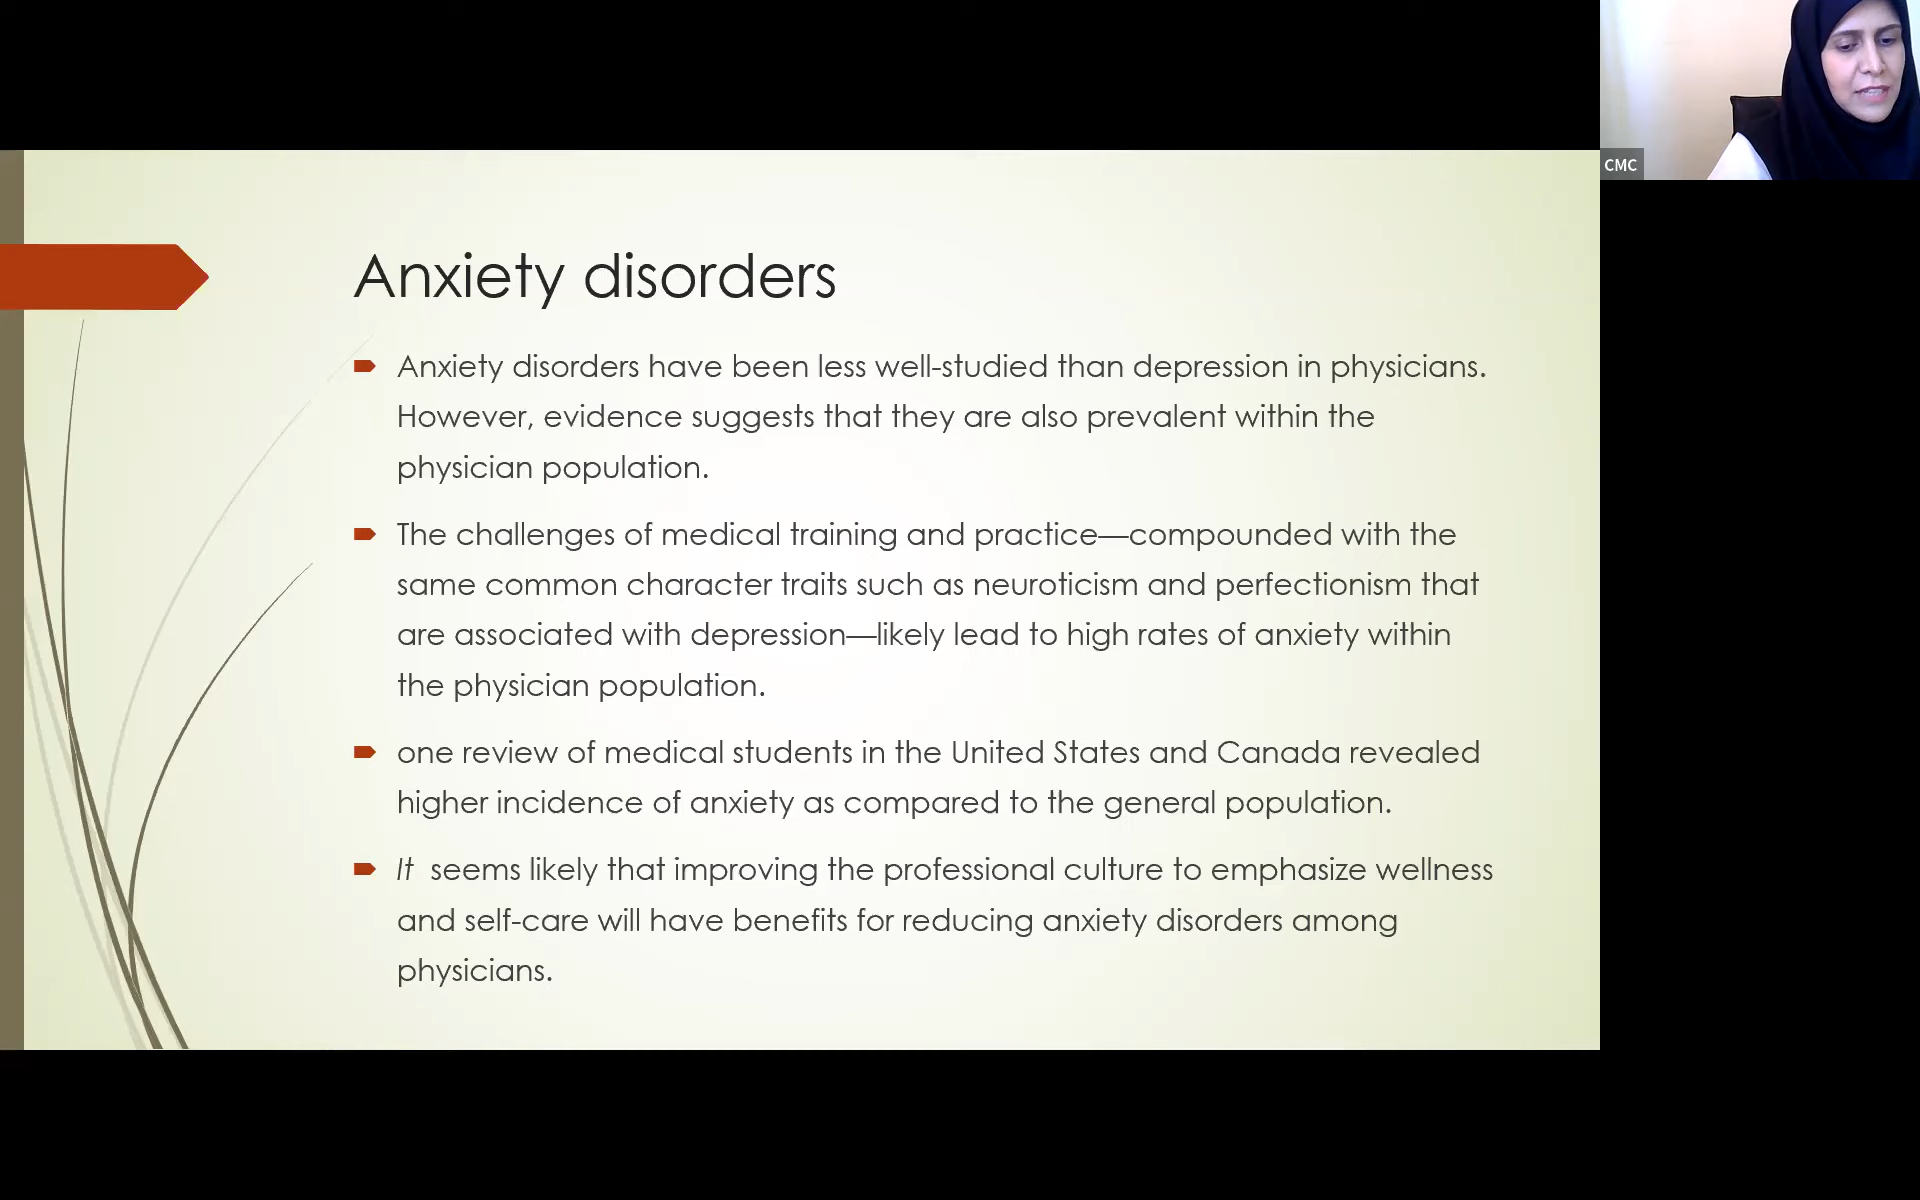 CMC
Anxiety disorders
Anxiety disorders have been less well-studied than depression in physicians.
However, evidence suggests that they are also prevalent within the
physician population.
The challenges of medical training and practice—compounded with the
same common character traits such as neuroticism and perfectionism that
are associated with depression—likely lead to high rates of anxiety within
the physician population.
one review of medical students in the United States and Canada revealed
higher incidence of anxiety as compared to the general population.
It seems likely that improving the professional culture to emphasize wellness
and self-care will have benefits for reducing anxiety disorders among
physicians.